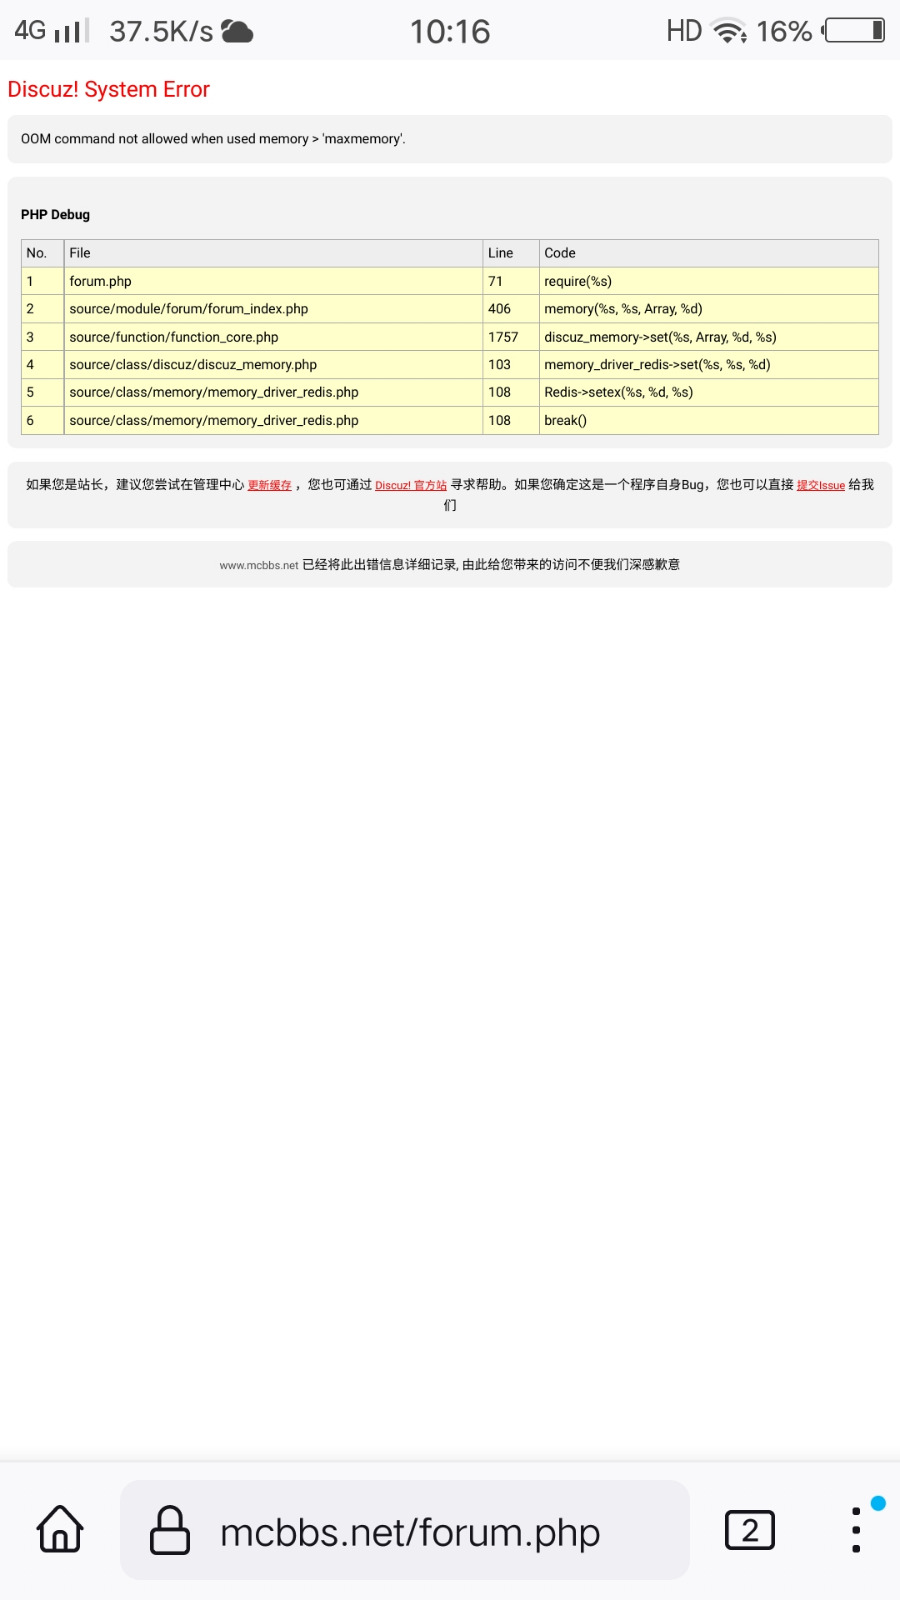 4G 37.5K/s 10:16 HD 16%
Discuz! System Error
OOM command not allowed when used memory > 'maxmemory'.
PHP Debug
No. File Line Code
1 forum.php 71 require(%s)
2 source/module/forum/forum_index.php 406 memory(%s, %s, Array, %d)
3 source/function/function_core.php 1757 discuz_memory->set(%s, Array, %d, %s)
4 source/class/discuz/discuz_memory.php 103 memory_driver_redis->set(%s, %s, %d)
5 source/class/memory/memory_driver_redis.php 108 Redis->setex(%s, %d, %s)
6 source/class/memory/memory_driver_redis.php 108 break()
如果您是站长，建议您尝试在管理中心 更新缓存 ，您也可通过 Discuz! 官方站 寻求帮助。如果您确定这是一个程序自身Bug，您也可以直接 提交Issue 给我
们
www.mcbbs.net 已经将此出错信息详细记录, 由此给您带来的访问不便我们深感歉意
mcbbs.net/forum.php 2